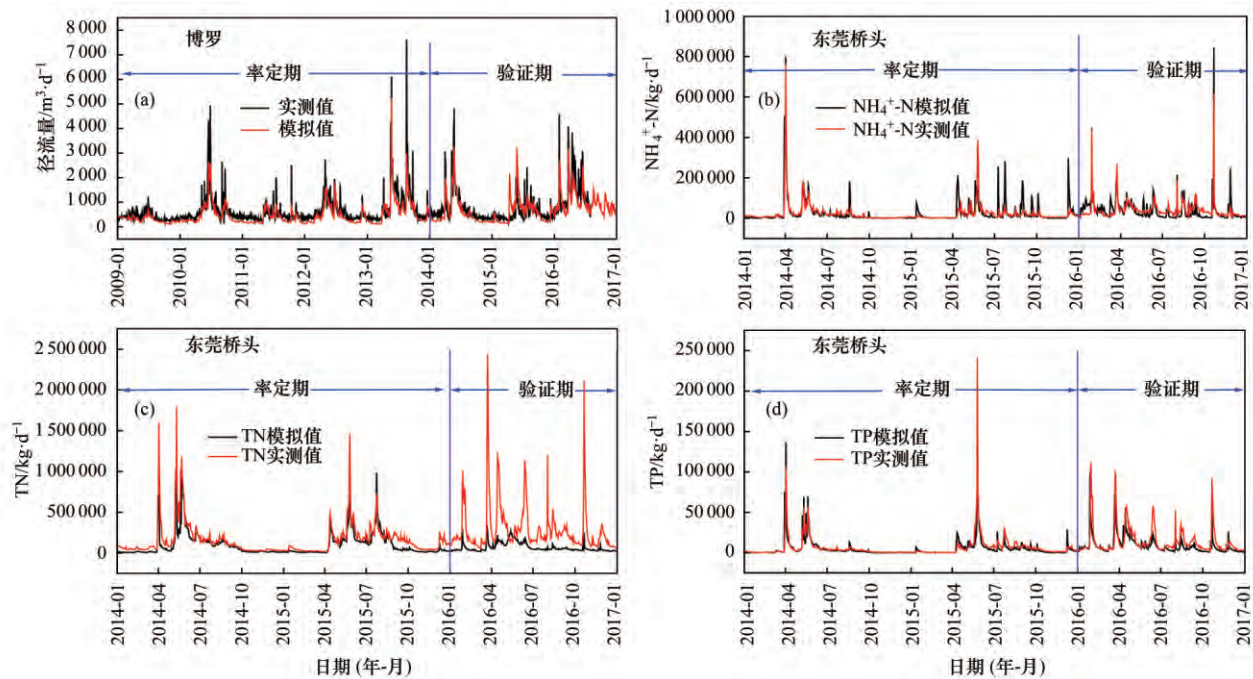 径流量/m³·d⁻¹
8 000
7 000
6 000
5 000
4 000
3 000
2 000
1 000
0
博罗
率定期
验证期
(a)
实测值
模拟值
2009-01
2010-01
2011-01
2012-01
2013-01
2014-01
2015-01
2016-01
2017-01
NH₄⁺-N/kg·d⁻¹
1 000 000
800 000
600 000
400 000
200 000
0
东莞桥头
率定期
验证期
(b)
NH₄⁺-N模拟值
NH₄⁺-N实测值
2014-01
2014-04
2014-07
2014-10
2015-01
2015-04
2015-07
2015-10
2016-01
2016-04
2016-07
2016-10
2017-01
TN/kg·d⁻¹
2 500 000
2 000 000
1 500 000
1 000 000
500 000
0
东莞桥头
率定期
验证期
(c)
TN模拟值
TN实测值
2014-01
2014-04
2014-07
2014-10
2015-01
2015-04
2015-07
2015-10
2016-01
2016-04
2016-07
2016-10
2017-01
日期 (年-月)
TP/kg·d⁻¹
250 000
200 000
150 000
100 000
50 000
0
东莞桥头
率定期
验证期
(d)
TP模拟值
TP实测值
2014-01
2014-04
2014-07
2014-10
2015-01
2015-04
2015-07
2015-10
2016-01
2016-04
2016-07
2016-10
2017-01
日期 (年-月)